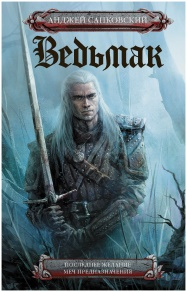 АНДЖЕЙ САПКОВСКИЙ
Ведьмак
ПОСЛЕДНЕЕ ЖЕЛАНИЕ
МЕЧ ПРЕДНАЗНАЧЕНИЯ